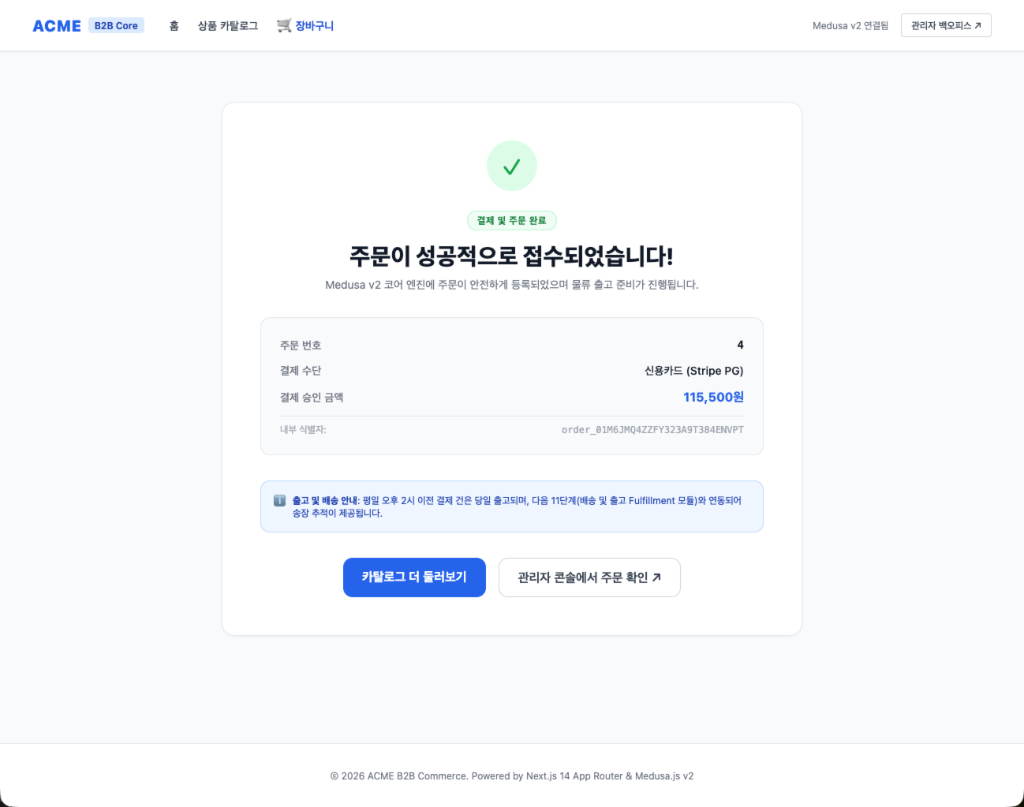 ACME B2B Core 홈 상품 카탈로그 장바구니 Medusa v2 연결됨 관리자 백오피스 ↗
결제 및 주문 완료
주문이 성공적으로 접수되었습니다!
Medusa v2 코어 엔진에 주문이 안전하게 등록되었으며 물류 출고 준비가 진행됩니다.
주문 번호 4
결제 수단 신용카드 (Stripe PG)
결제 승인 금액 115,500원
내부 식별자: order_01M6JMQ4ZZFY323A9T384ENVPT
출고 및 배송 안내: 평일 오후 2시 이전 결제 건은 당일 출고되며, 다음 11단계(배송 및 출고 Fulfillment 모듈)와 연동되어
송장 추적이 제공됩니다.
카탈로그 더 둘러보기 관리자 콘솔에서 주문 확인 ↗
© 2026 ACME B2B Commerce. Powered by Next.js 14 App Router & Medusa.js v2